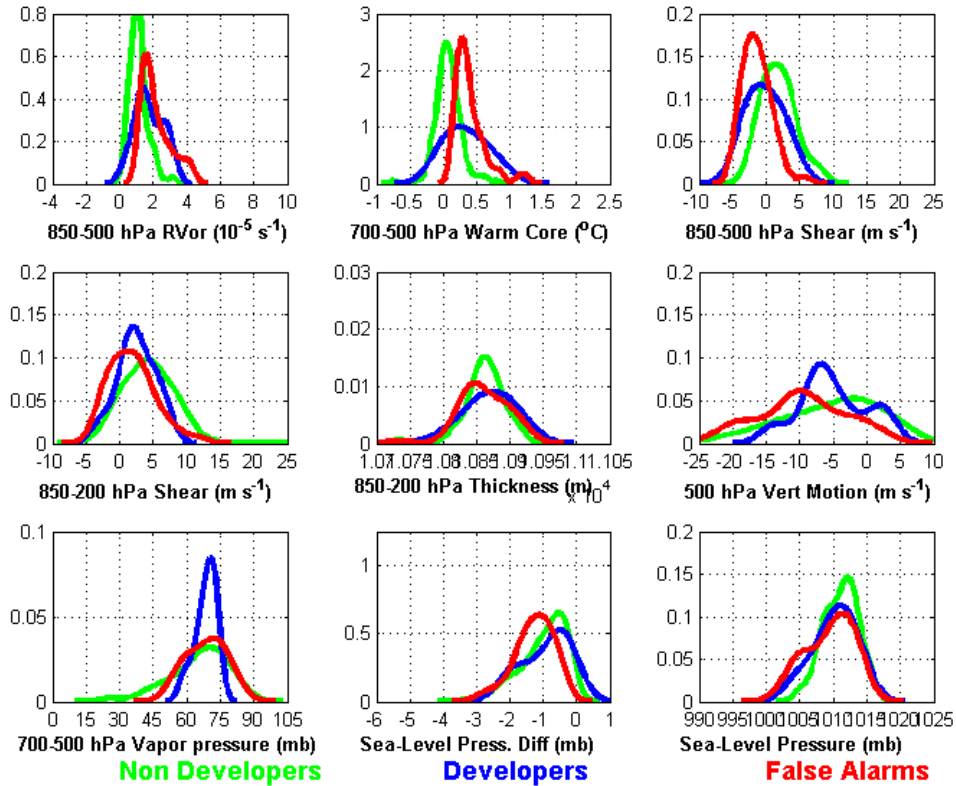 0.8 3 0.2
0.6 0.15
0.4 2 0.1
0.2 1 0.05
0 0 0
-4 -2 0 2 4 6 8 10 -1 -0.5 0 0.5 1 1.5 2 2.5 -10 -5 0 5 10 15 20 25
850-500 hPa RVor (10⁻⁵ s⁻¹) 700-500 hPa Warm Core (⁰C) 850-500 hPa Shear (m s⁻¹)
0.2 0.03 0.2
0.15 0.02 0.15
0.1 0.1
0.05 0.01 0.05
0 0 0
-10 -5 0 5 10 15 20 25 1.07 1.075 1.08 1.085 1.09 1.095 1.1 1.105 -25 -20 -15 -10 -5 0 5 10
850-200 hPa Shear (m s⁻¹) 850-200 hPa Thickness (m) x 10⁴ 500 hPa Vert Motion (m s⁻¹)
0.1 1 0.2
0.15
0.05 0.5 0.1
0.05
0 0 0
0 15 30 45 60 75 90 105 -6 -5 -4 -3 -2 -1 0 1 990 995 1000 1005 1010 1015 1020 1025
700-500 hPa Vapor pressure (mb) Sea-Level Press. Diff (mb) Sea-Level Pressure (mb)
Non Developers Developers False Alarms